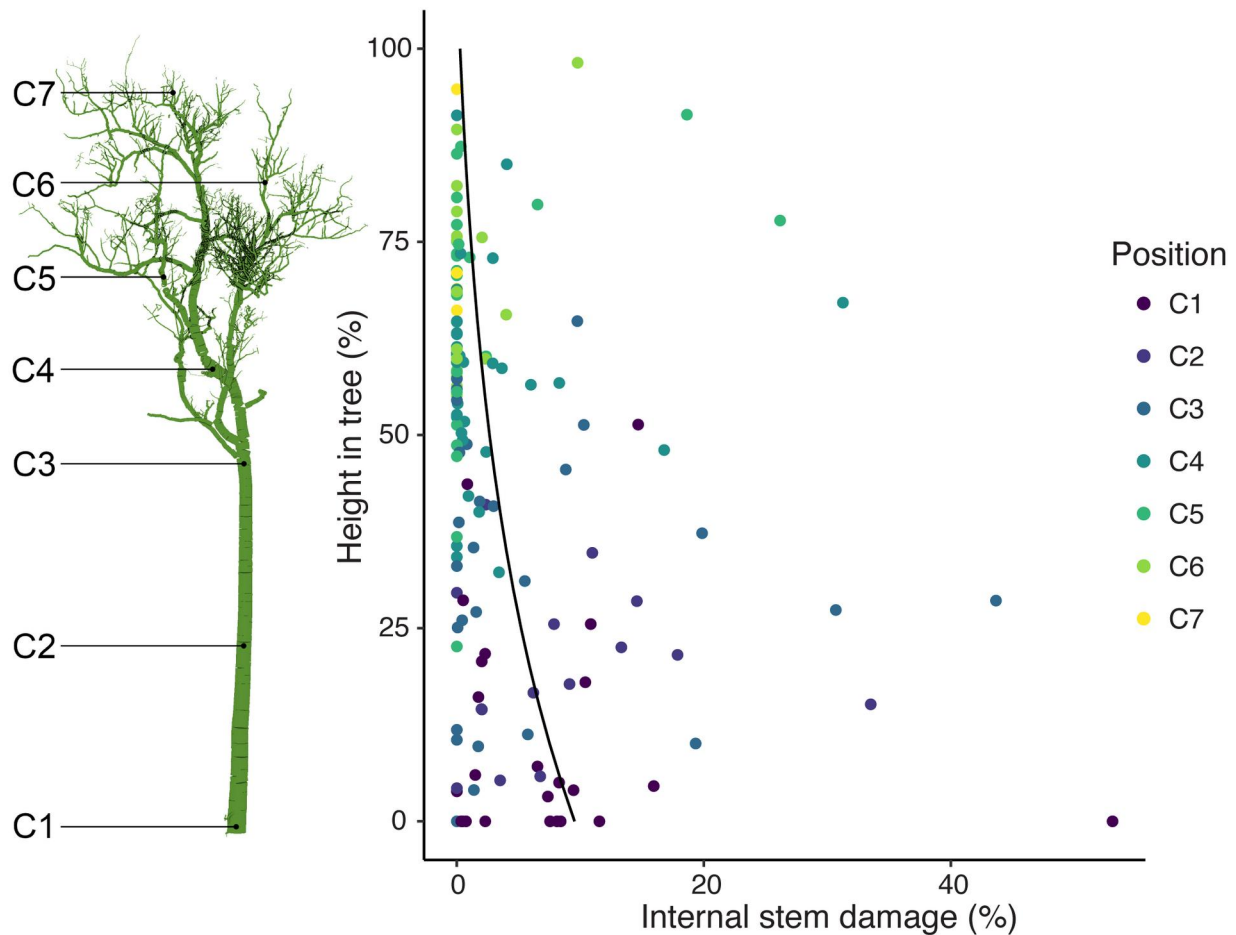 C7
C6
C5
C4
C3
C2
C1
Height in tree (%)
100
75
50
25
0
0
20
40
Internal stem damage (%)
Position
C1
C2
C3
C4
C5
C6
C7